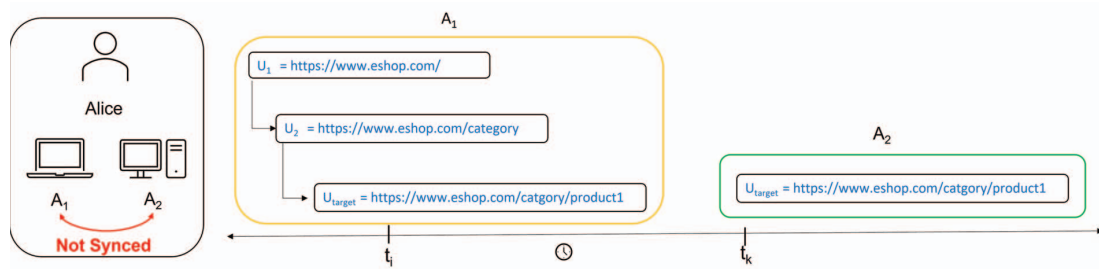 Alice
A1
A2
Not Synced
A1
U1 = https://www.eshop.com/
U2 = https://www.eshop.com/category
Utarget = https://www.eshop.com/catgory/product1
A2
Utarget = https://www.eshop.com/catgory/product1
ti
tk